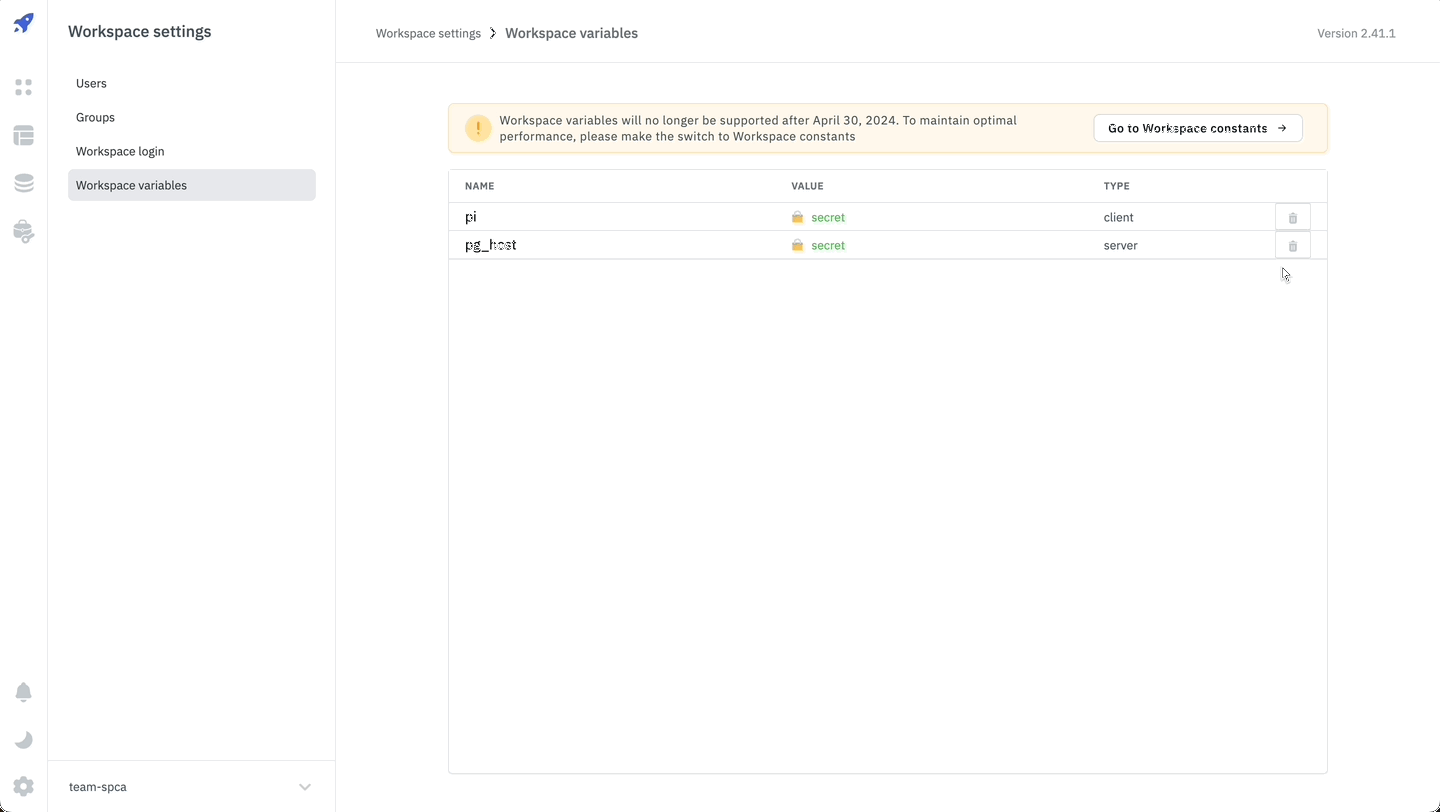 Workspace settings
Workspace settings > Workspace variables
Version 2.41.1
Users
Groups
Workspace login
Workspace variables
Workspace variables will no longer be supported after April 30, 2024. To maintain optimal
performance, please make the switch to Workspace constants
Go to Workspace constants →
NAME VALUE TYPE
pi secret client
pg_host secret server
team-spca